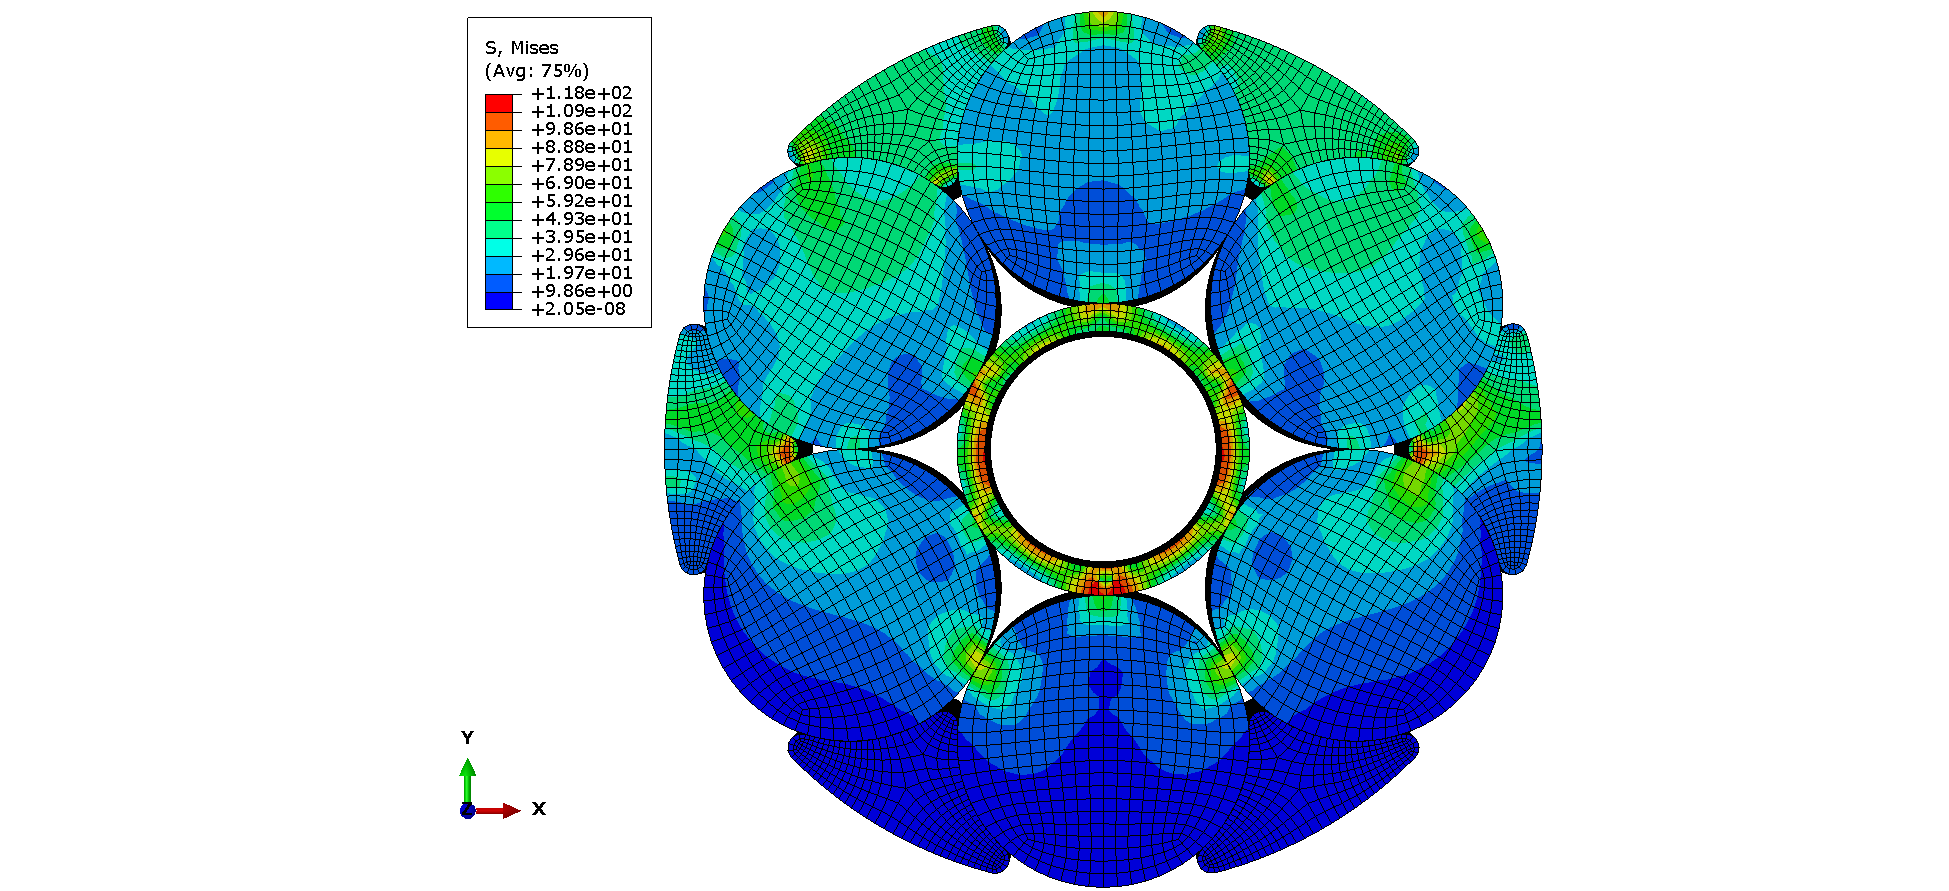 S, Mises
(Avg: 75%)
+1.18e+02
+1.09e+02
+9.86e+01
+8.88e+01
+7.89e+01
+6.90e+01
+5.92e+01
+4.93e+01
+3.95e+01
+2.96e+01
+1.97e+01
+9.86e+00
+2.05e-08
Y
Z
X